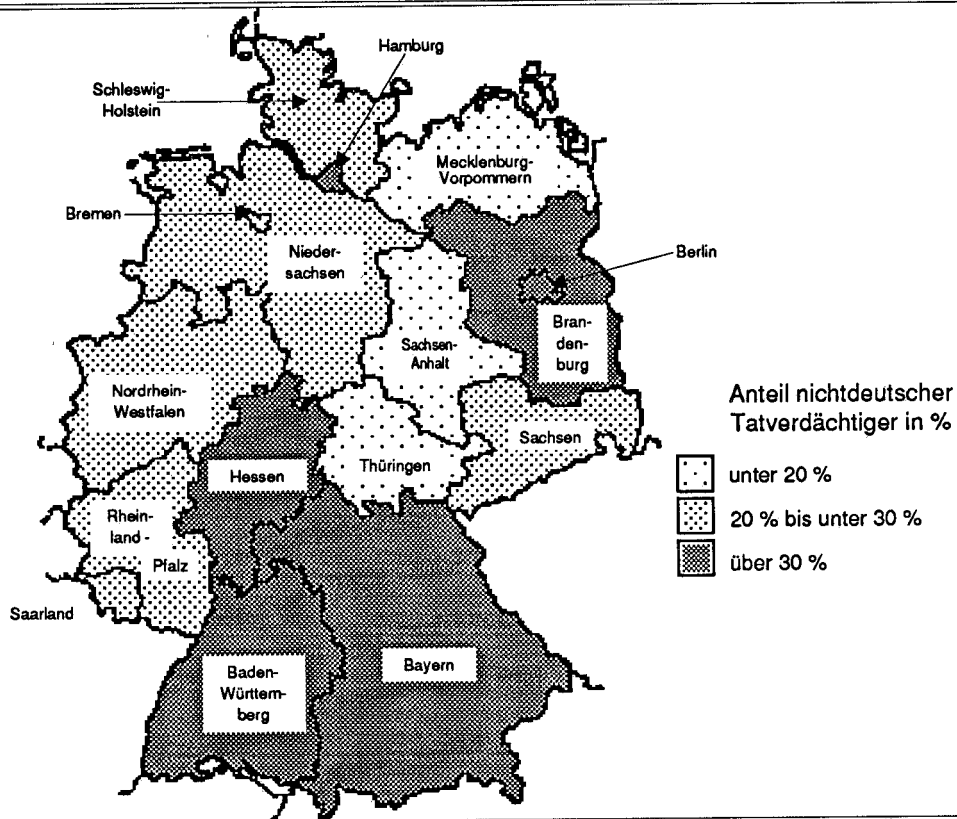 Hamburg
Schleswig-
Holstein
Mecklenburg-
Vorpommern
Bremen
Nieder-
sachsen
Berlin
Bran-
den-
burg
Sachsen-
Anhalt
Nordrhein-
Westfalen
Sachsen
Hessen
Thüringen
Rhein-
land -
Pfalz
Saarland
Baden-
Württem-
berg
Bayern
Anteil nichtdeutscher
Tatverdächtiger in %
unter 20 %
20 % bis unter 30 %
über 30 %